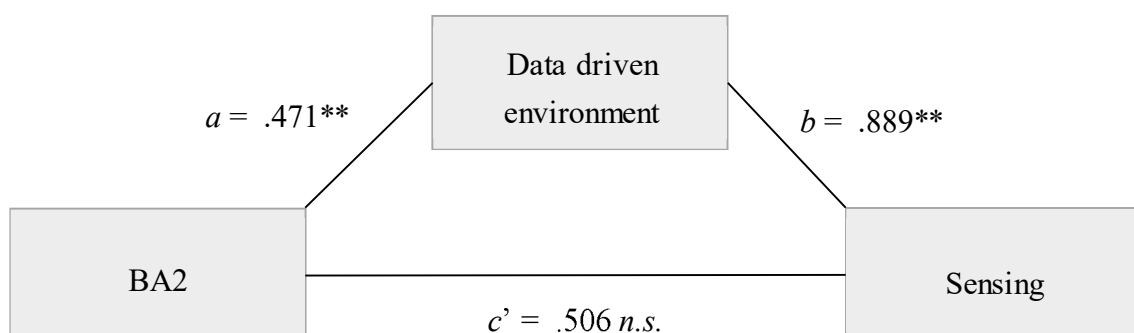 Data driven
environment
a = .471**
b = .889**
BA2
Sensing
c’ = .506 n.s.